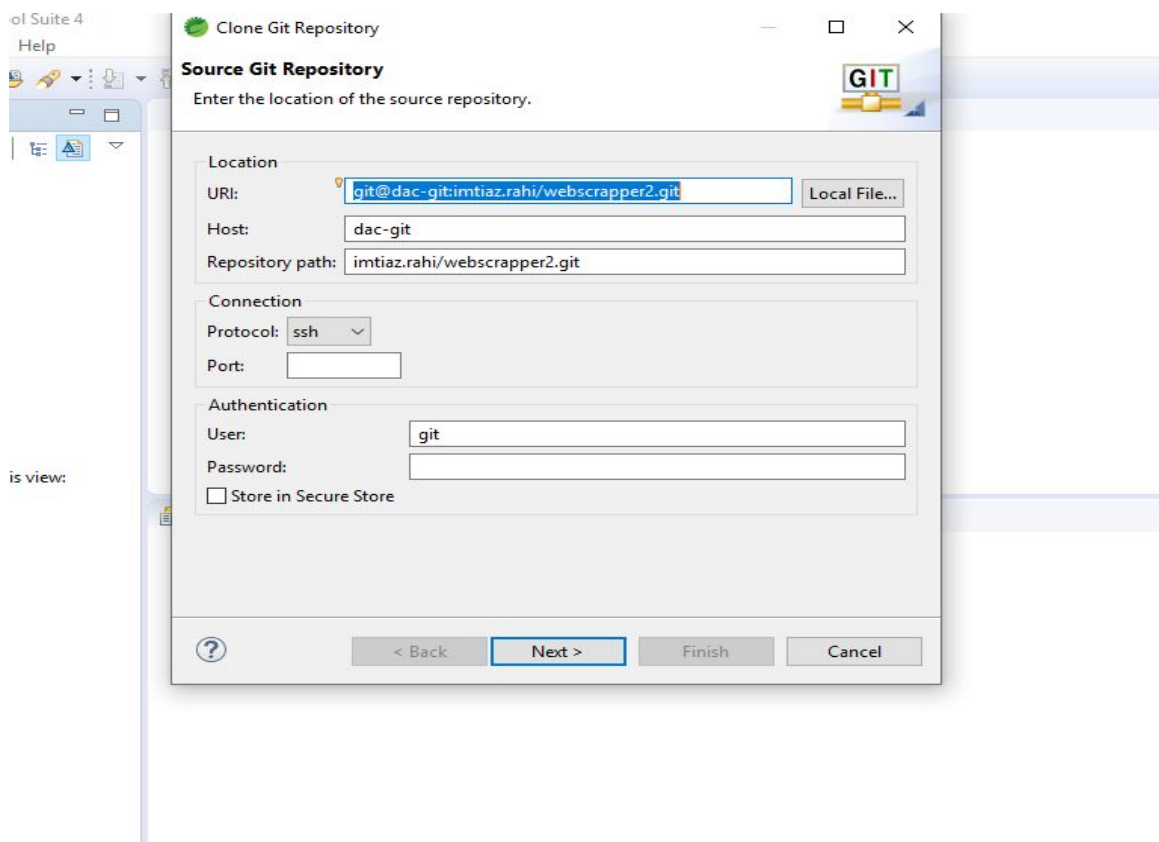 ol Suite 4
Help
Clone Git Repository
Source Git Repository
Enter the location of the source repository.
GIT
Location
URI: git@dac-git:imtiaz.rahi/webscrapper2.git Local File...
Host: dac-git
Repository path: imtiaz.rahi/webscrapper2.git
Connection
Protocol: ssh
Port:
Authentication
User: git
Password:
Store in Secure Store
is view:
< Back Next > Finish Cancel